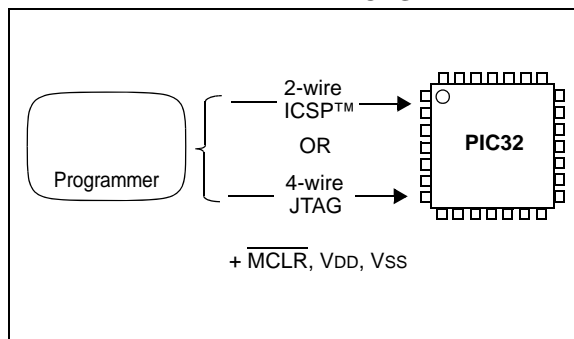 2-wire
ICSP™
OR
Programmer
4-wire
JTAG
PIC32
+ MCLR, VDD, VSS